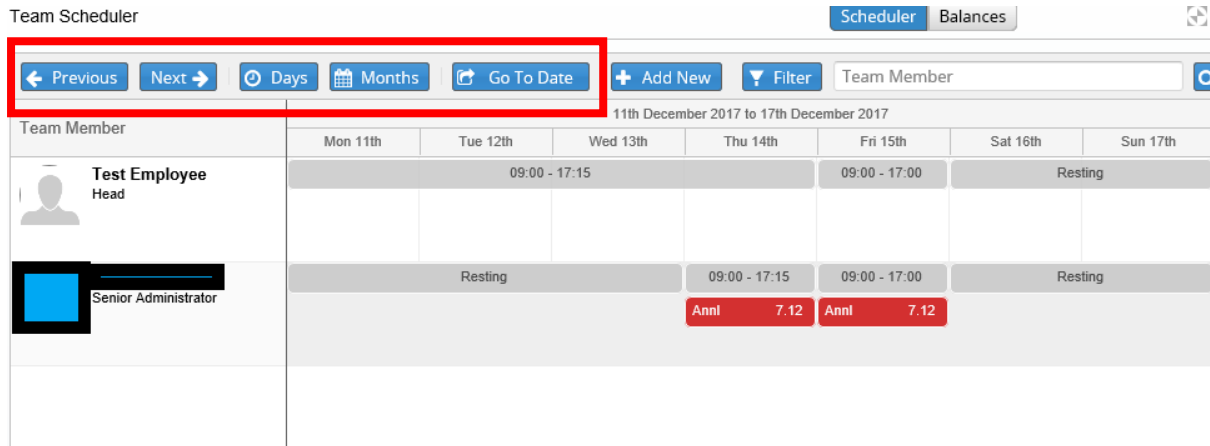 Team Scheduler Scheduler Balances
Previous Next Days Months Go To Date Add New Filter Team Member
11th December 2017 to 17th December 2017
Team Member
Mon 11th Tue 12th Wed 13th Thu 14th Fri 15th Sat 16th Sun 17th
Test Employee 09:00 - 17:15 09:00 - 17:00 Resting
Head
Resting 09:00 - 17:15 09:00 - 17:00 Resting
Senior Administrator
Annl 7.12 Annl 7.12